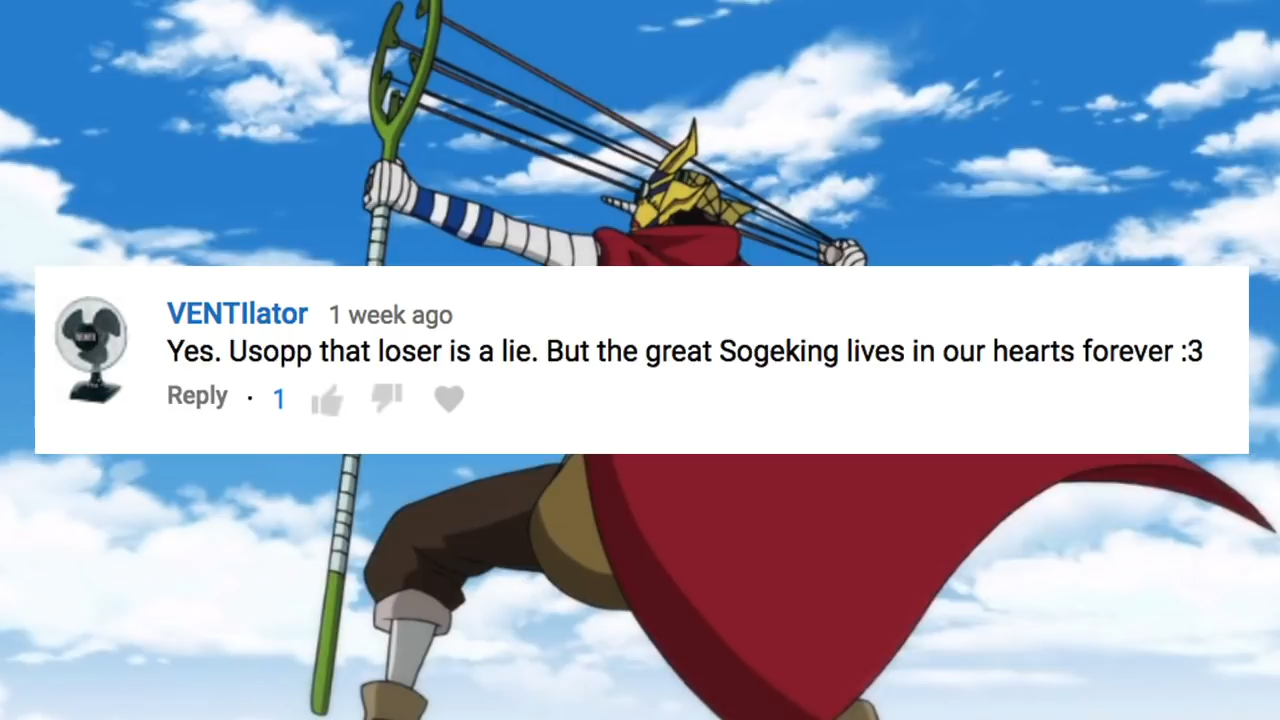 VENTIlator 1 week ago
Yes. Usopp that loser is a lie. But the great Sogeking lives in our hearts forever :3
Reply · 1